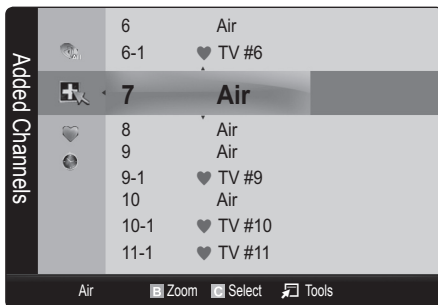 Added Channels
6 Air
6-1 ♥ TV #6
7 Air
8 Air
9 Air
9-1 ♥ TV #9
10 Air
10-1 ♥ TV #10
11-1 ♥ TV #11
Air B Zoom C Select Tools